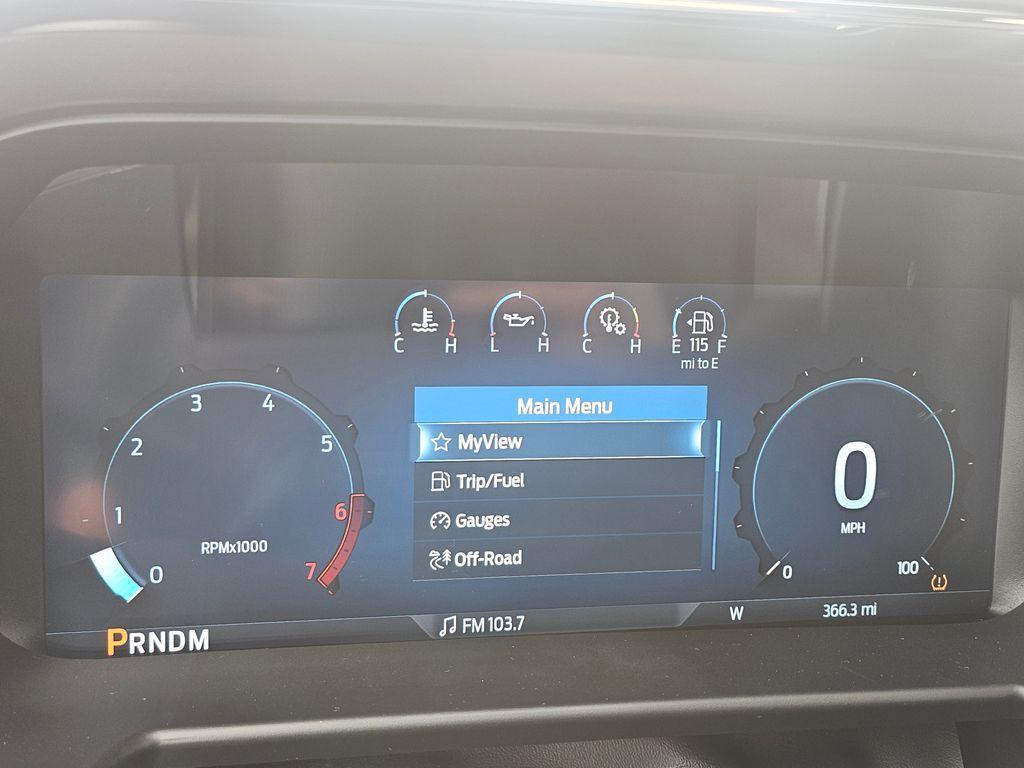 C H
L H
C H
E 115 F
mi to E
Main Menu
MyView
Trip/Fuel
Gauges
Off-Road
0
1
2
3
4
5
6
7
RPMx1000
0
MPH
0
100
PRNDM
FM 103.7
W
366.3 mi